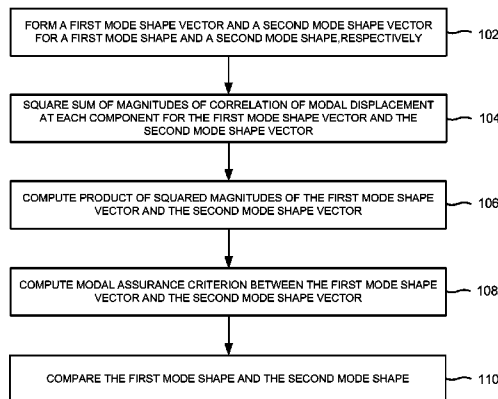 FORM A FIRST MODE SHAPE VECTOR AND A SECOND MODE SHAPE VECTOR
FOR A FIRST MODE SHAPE AND A SECOND MODE SHAPE,RESPECTIVELY
102
SQUARE SUM OF MAGNITUDES OF CORRELATION OF MODAL DISPLACEMENT
AT EACH COMPONENT FOR THE FIRST MODE SHAPE VECTOR AND THE
SECOND MODE SHAPE VECTOR
104
COMPUTE PRODUCT OF SQUARED MAGNITUDES OF THE FIRST MODE SHAPE
VECTOR AND THE SECOND MODE SHAPE VECTOR
106
COMPUTE MODAL ASSURANCE CRITERION BETWEEN THE FIRST MODE SHAPE
VECTOR AND THE SECOND MODE SHAPE VECTOR
108
COMPARE THE FIRST MODE SHAPE AND THE SECOND MODE SHAPE
110